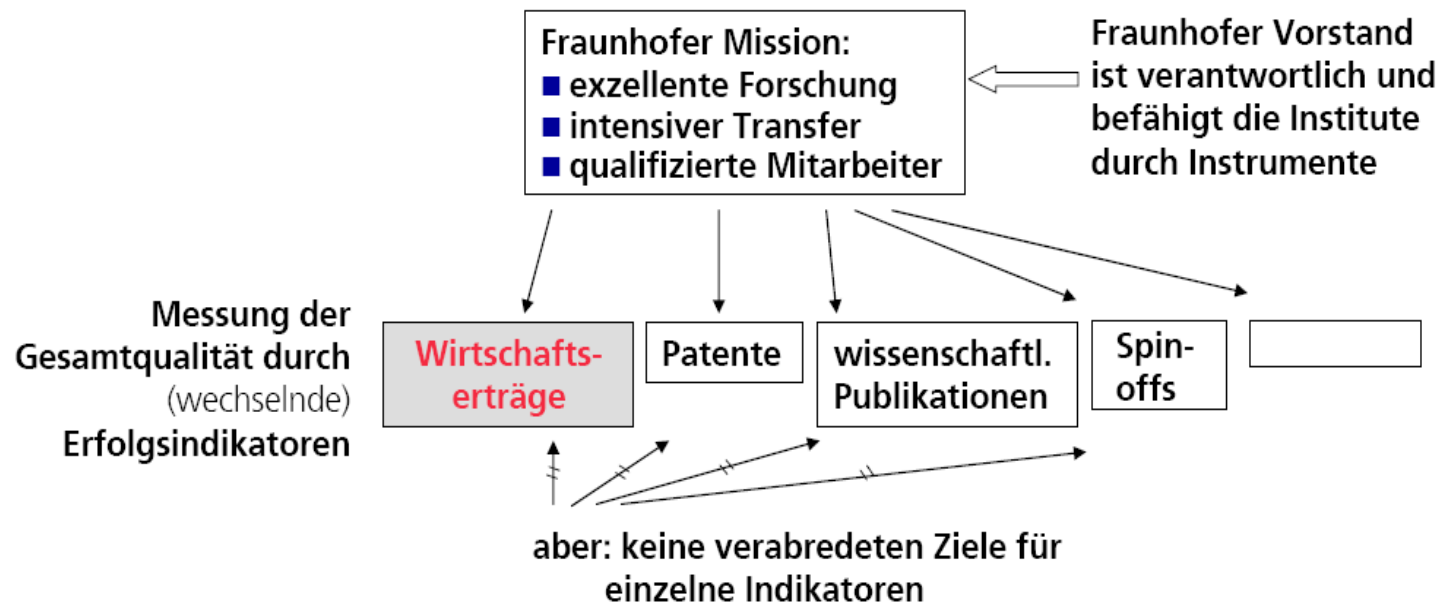 Fraunhofer Mission:
exzellente Forschung
intensiver Transfer
qualifizierte Mitarbeiter
Fraunhofer Vorstand
ist verantwortlich und
befähigt die Institute
durch Instrumente
Messung der
Gesamtqualität durch
(wechselnde)
Erfolgsindikatoren
Wirtschafts-
erträge
Patente
wissenschaftl.
Publikationen
Spin-
offs
aber: keine verabredeten Ziele für
einzelne Indikatoren